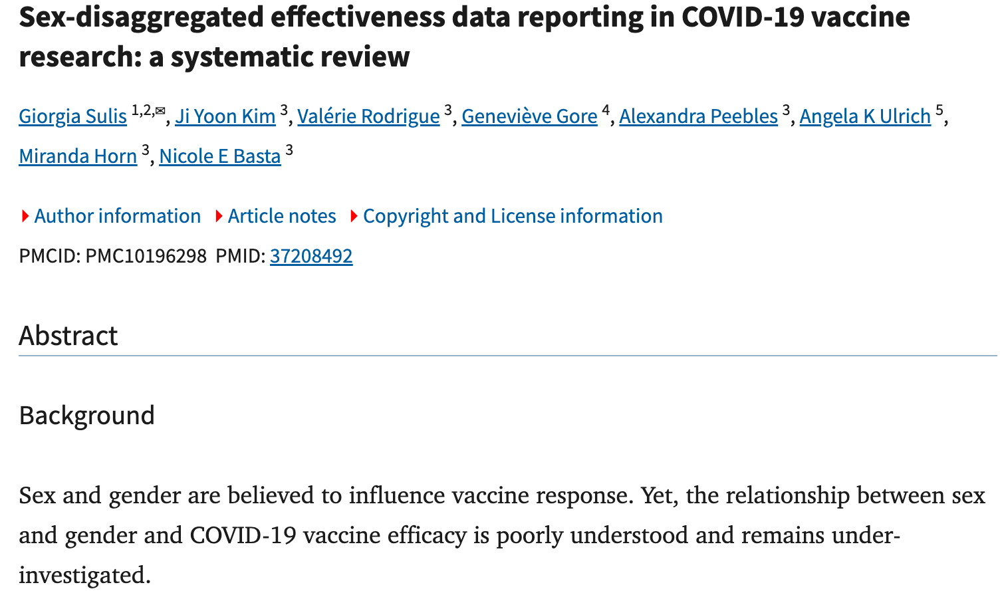 Sex-disaggregated effectiveness data reporting in COVID-19 vaccine
research: a systematic review
Giorgia Sulis 1,2,✉, Ji Yoon Kim 3, Valérie Rodrigue 3, Geneviève Gore 4, Alexandra Peebles 3, Angela K Ulrich 5,
Miranda Horn 3, Nicole E Basta 3
Author information Article notes Copyright and License information
PMCID: PMC10196298 PMID: 37208492
Abstract
Background
Sex and gender are believed to influence vaccine response. Yet, the relationship between sex
and gender and COVID-19 vaccine efficacy is poorly understood and remains under-
investigated.